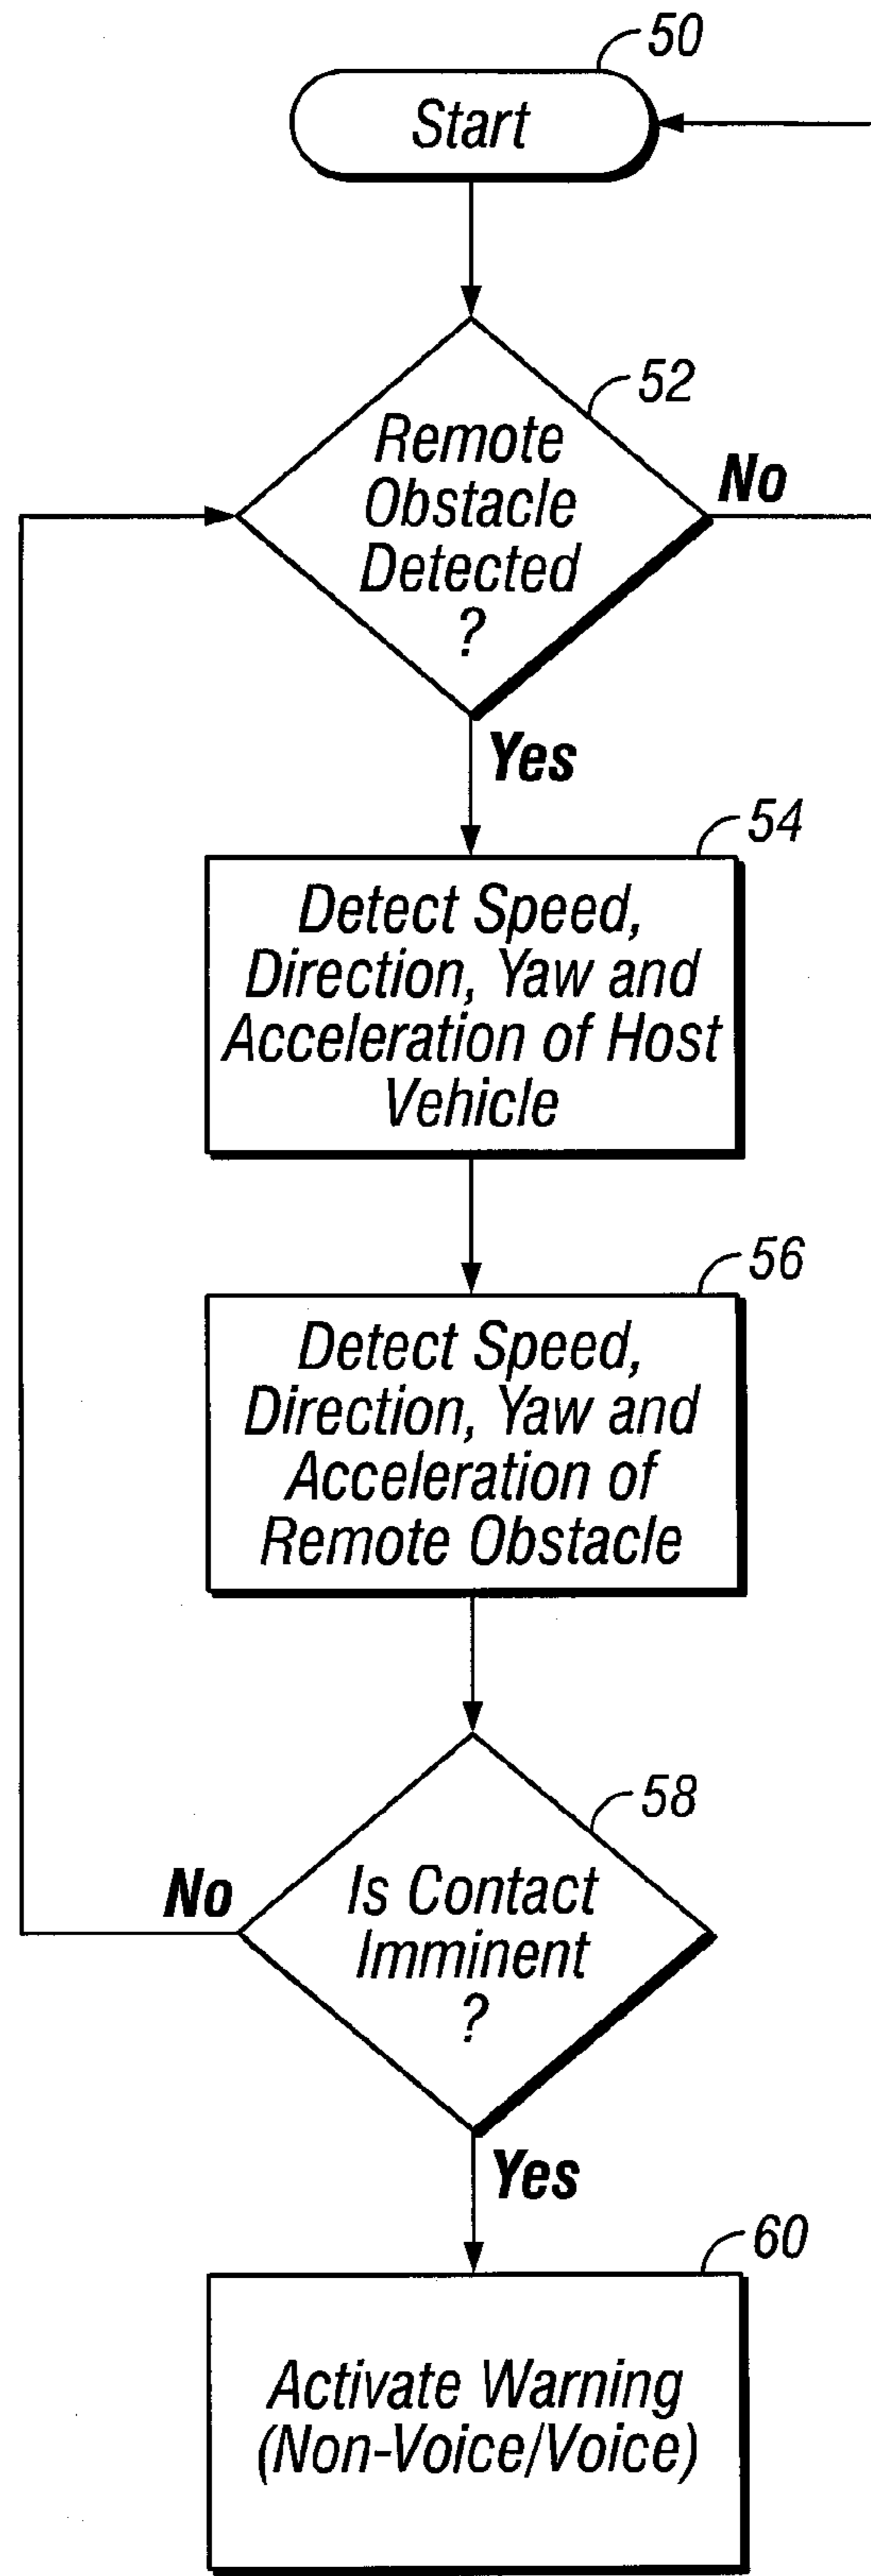 50
Start
52
Remote
Obstacle
Detected
?
No
Yes
54
Detect Speed,
Direction, Yaw and
Acceleration of Host
Vehicle
56
Detect Speed,
Direction, Yaw and
Acceleration of
Remote Obstacle
58
Is Contact
Imminent
?
No
Yes
60
Activate Warning
(Non-Voice/Voice)